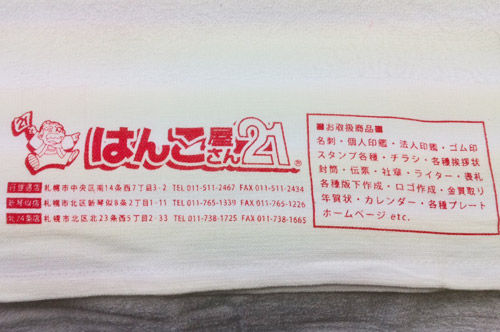 21
はんこ屋さん21®
行啓通店 札幌市中央区南14条西7丁目3-2 TEL 011-511-2467 FAX 011-511-2434
新琴似店 札幌市北区新琴似8条2丁目1-11 TEL 011-765-1339 FAX 011-765-1226
北24条店 札幌市北区北23条西5丁目2-33 TEL 011-738-1725 FAX 011-738-1665
■お取扱商品■
名刺・個人印鑑・法人印鑑・ゴム印
スタンプ各種・チラシ・各種挨拶状
封筒・伝票・社章・ライター・表札
各種版下作成・ロゴ作成・金賞取り
年賀状・カレンダー・各種プレート
ホームページ etc.